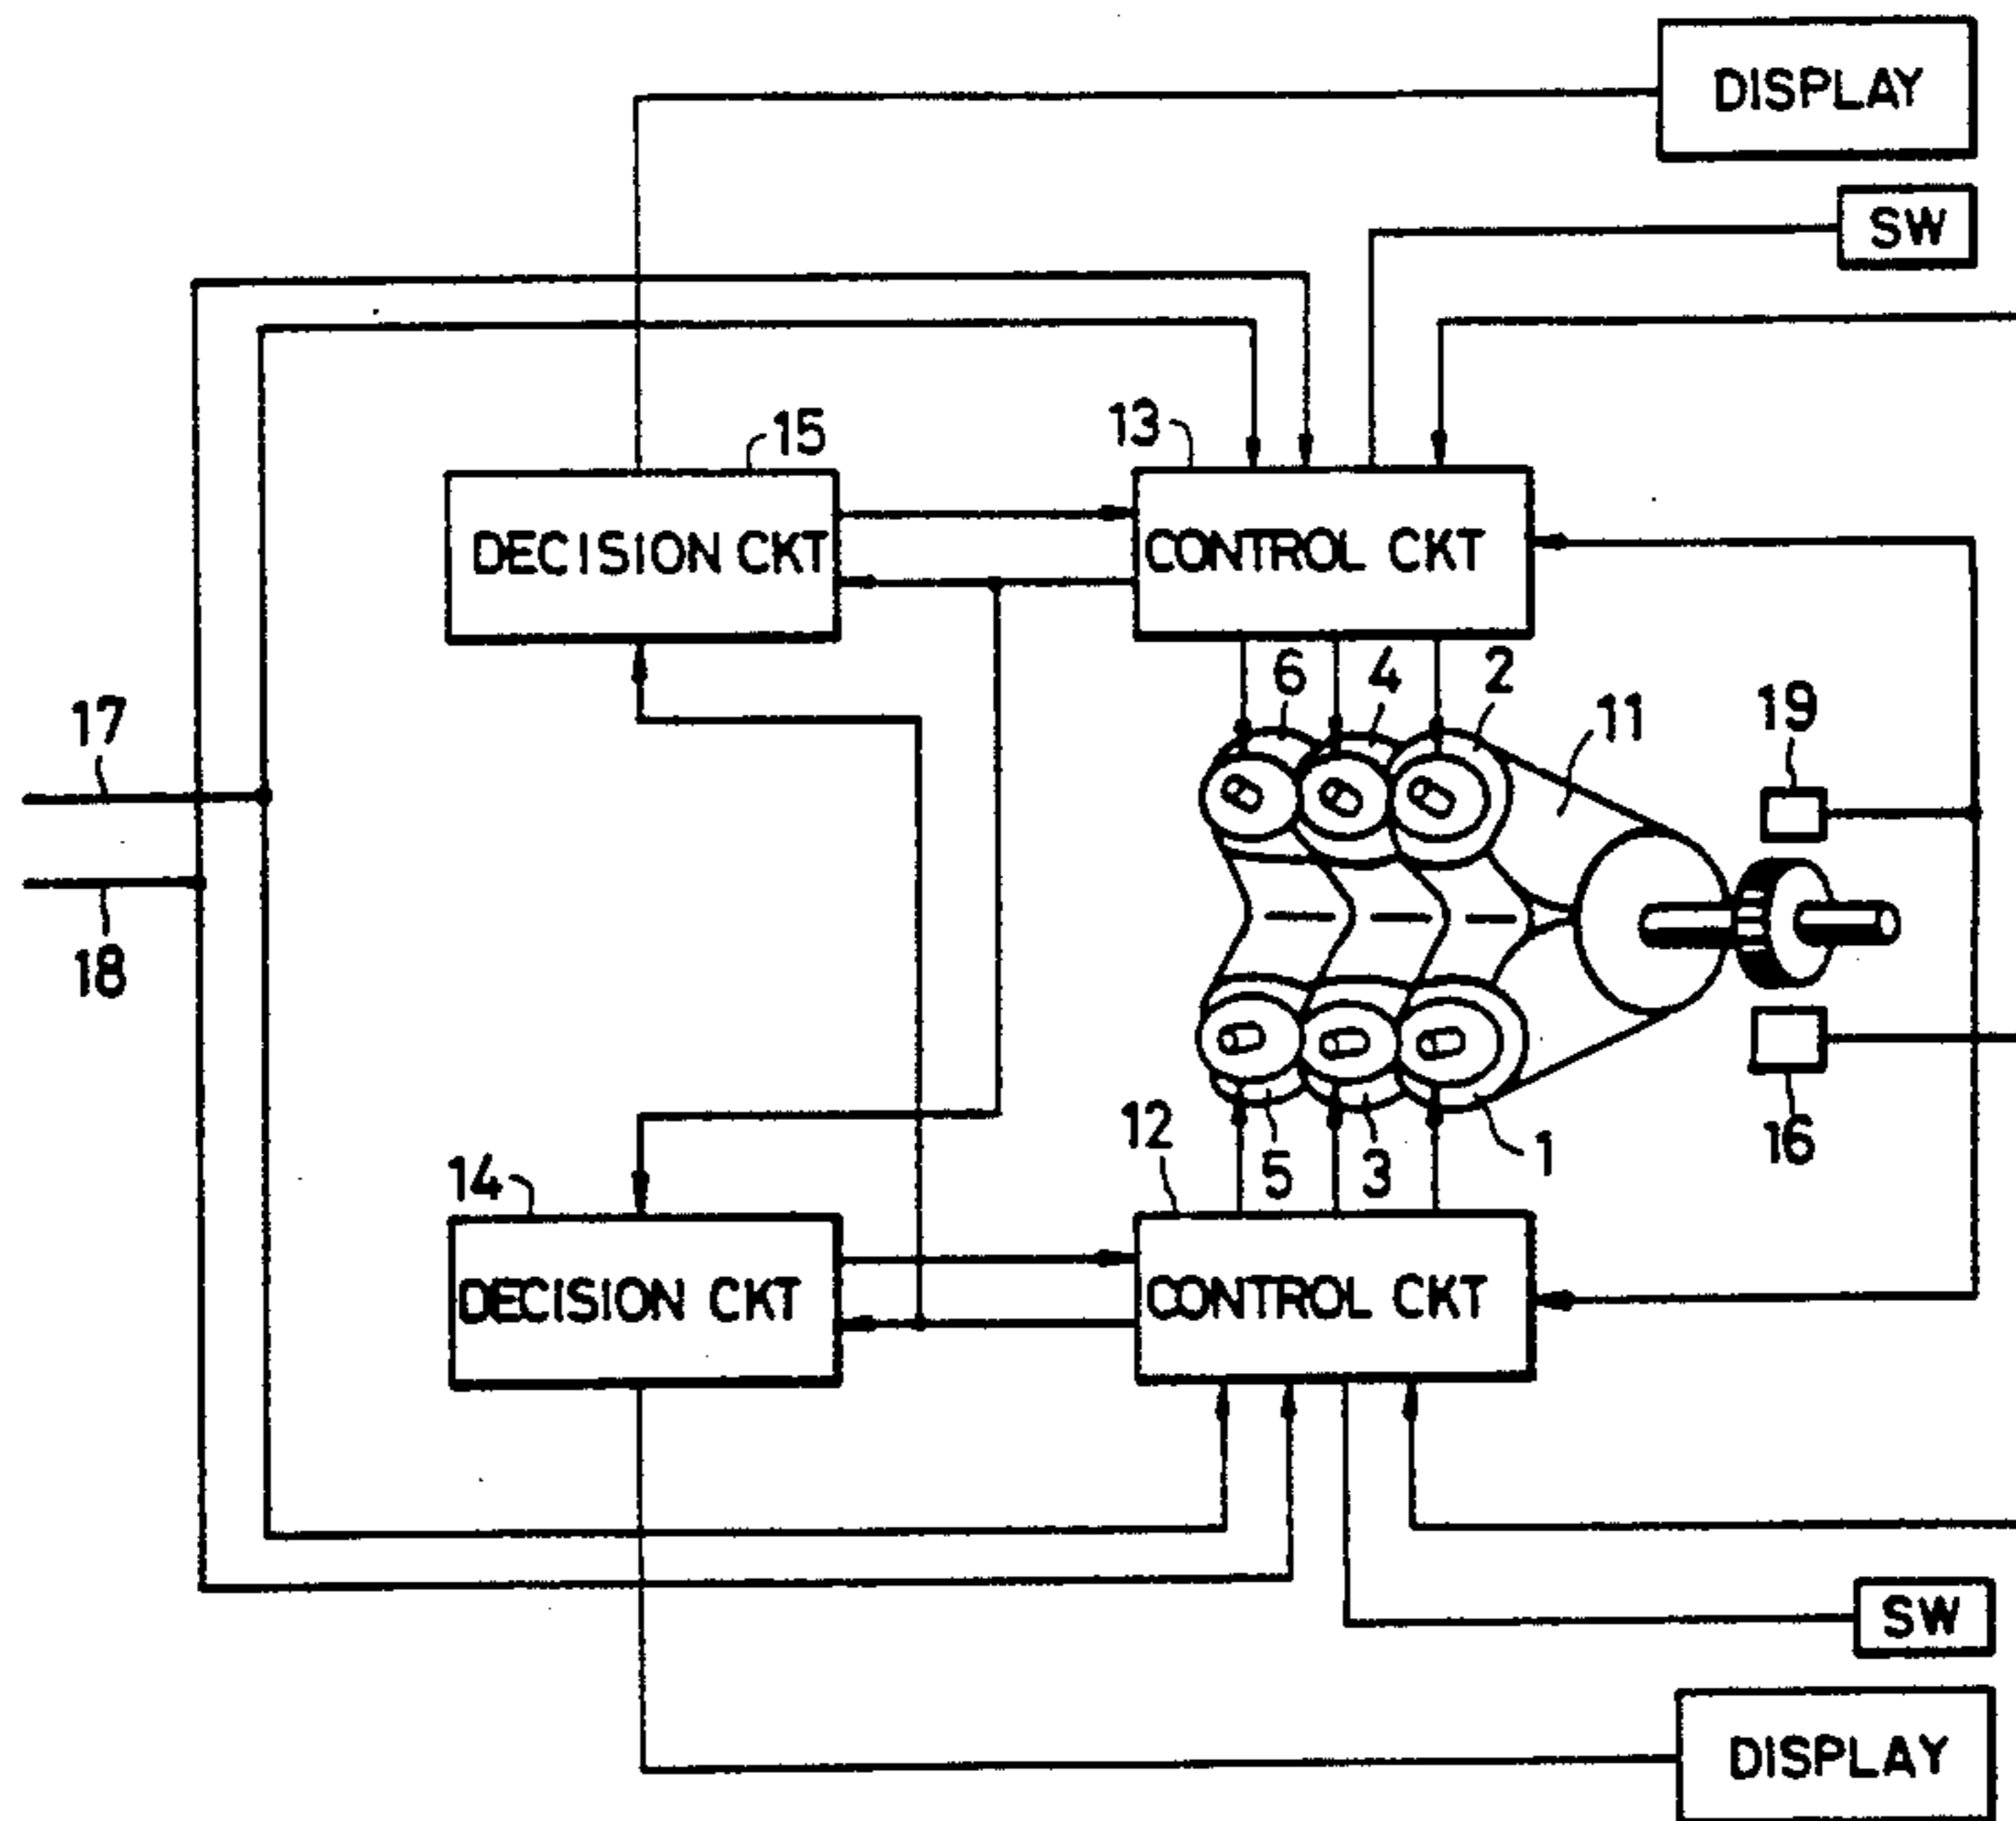 DISPLAY
SW
15
13
DECISION CKT
CONTROL CKT
6
4
2
11
19
17
18
12
5
3
1
16
14
DECISION CKT
CONTROL CKT
SW
DISPLAY